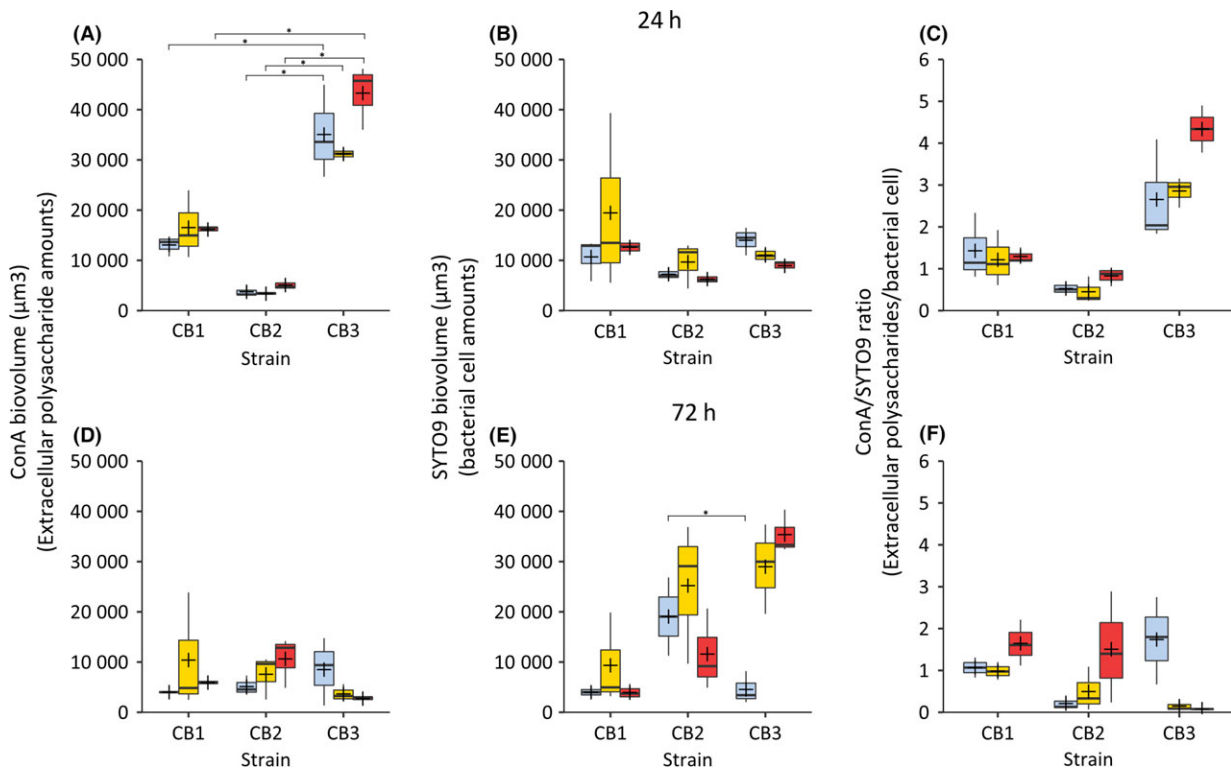 24 h
(A)
50 000
40 000
30 000
20 000
10 000
0
* * * * *
CB1 CB2 CB3
Strain
(B)
50 000
40 000
30 000
20 000
10 000
0
CB1 CB2 CB3
Strain
(C)
6
5
4
3
2
1
0
CB1 CB2 CB3
Strain
ConA biovolume (µm3)
(Extracellular polysaccharide amounts)
SYTO9 biovolume (µm3)
(bacterial cell amounts)
ConA/SYTO9 ratio
(Extracellular polysaccharides/bacterial cell)
72 h
(D)
50 000
40 000
30 000
20 000
10 000
0
CB1 CB2 CB3
Strain
(E)
50 000
40 000
30 000
20 000
10 000
0
*
CB1 CB2 CB3
Strain
(F)
6
5
4
3
2
1
0
CB1 CB2 CB3
Strain